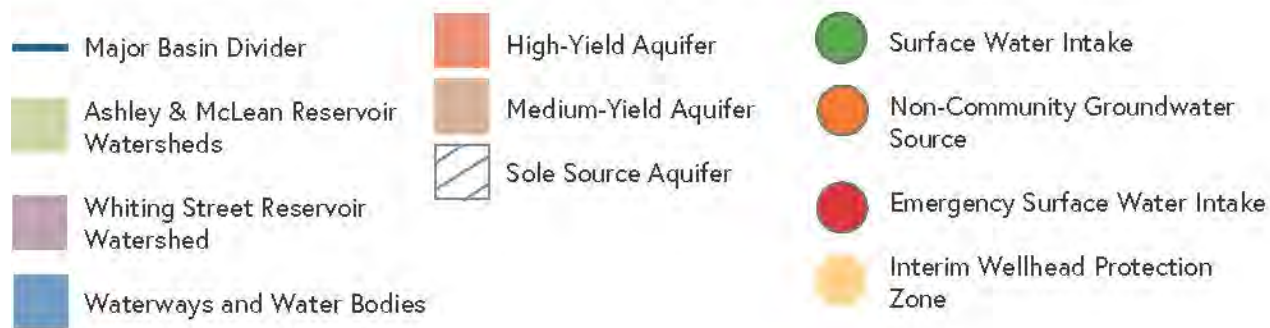 Major Basin Divider
Ashley & McLean Reservoir
Watersheds
Whiting Street Reservoir
Watershed
Waterways and Water Bodies
High-Yield Aquifer
Medium-Yield Aquifer
Sole Source Aquifer
Surface Water Intake
Non-Community Groundwater
Source
Emergency Surface Water Intake
Interim Wellhead Protection
Zone